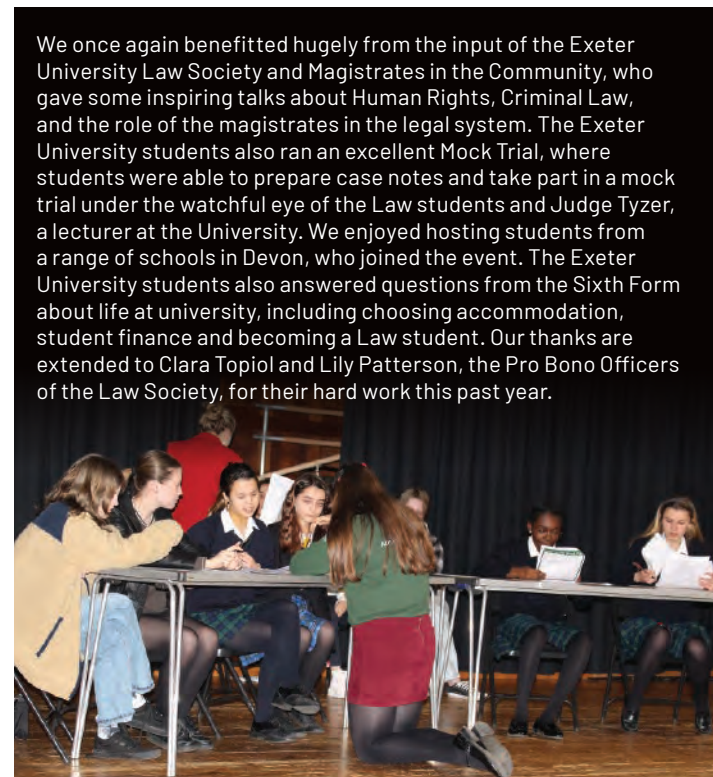 We once again benefitted hugely from the input of the Exeter
University Law Society and Magistrates in the Community, who
gave some inspiring talks about Human Rights, Criminal Law,
and the role of the magistrates in the legal system. The Exeter
University students also ran an excellent Mock Trial, where
students were able to prepare case notes and take part in a mock
trial under the watchful eye of the Law students and Judge Tyzer,
a lecturer at the University. We enjoyed hosting students from
a range of schools in Devon, who joined the event. The Exeter
University students also answered questions from the Sixth Form
about life at university, including choosing accommodation,
student finance and becoming a Law student. Our thanks are
extended to Clara Topiol and Lily Patterson, the Pro Bono Officers
of the Law Society, for their hard work this past year.